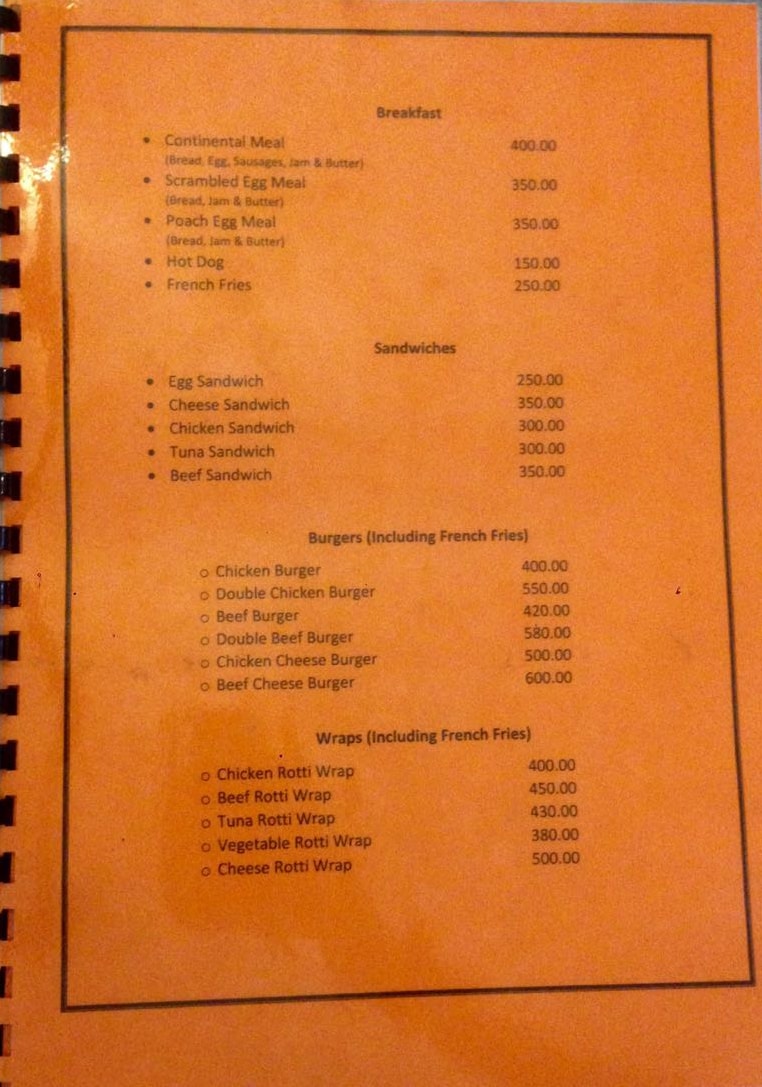 Breakfast
• Continental Meal 400.00
(Bread, Egg, Sausages, Jam & Butter)
• Scrambled Egg Meal 350.00
(Bread, Jam & Butter)
• Poach Egg Meal 350.00
(Bread, Jam & Butter)
• Hot Dog 150.00
• French Fries 250.00
Sandwiches
• Egg Sandwich 250.00
• Cheese Sandwich 350.00
• Chicken Sandwich 300.00
• Tuna Sandwich 300.00
• Beef Sandwich 350.00
Burgers (Including French Fries)
o Chicken Burger 400.00
o Double Chicken Burger 550.00
o Beef Burger 420.00
o Double Beef Burger 580.00
o Chicken Cheese Burger 500.00
o Beef Cheese Burger 600.00
Wraps (Including French Fries)
o Chicken Rotti Wrap 400.00
o Beef Rotti Wrap 450.00
o Tuna Rotti Wrap 430.00
o Vegetable Rotti Wrap 380.00
o Cheese Rotti Wrap 500.00